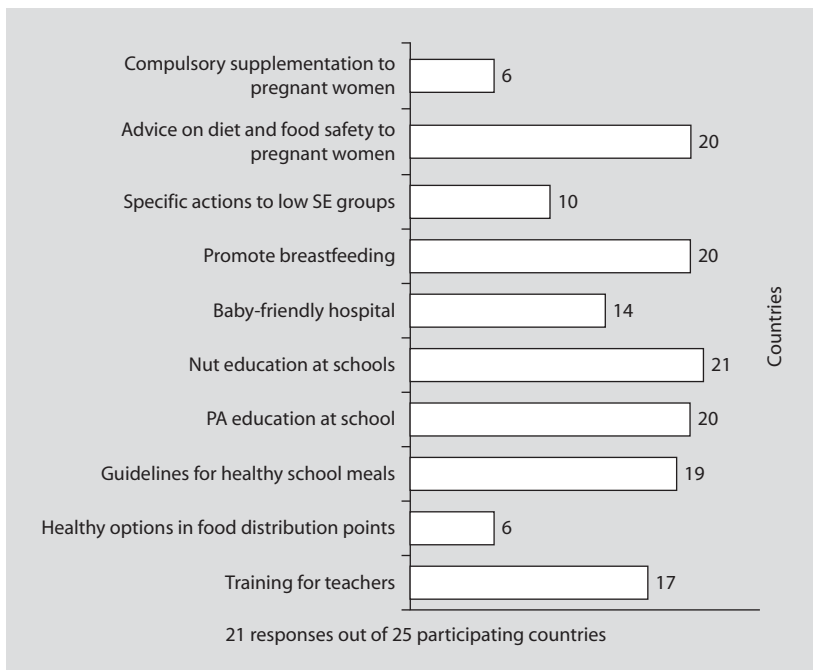 Compulsory supplementation to
pregnant women
6
Advice on diet and food safety to
pregnant women
20
Specific actions to low SE groups
10
Promote breastfeeding
20
Baby-friendly hospital
14
Nut education at schools
21
PA education at school
20
Guidelines for healthy school meals
19
Healthy options in food distribution points
6
Training for teachers
17
Countries
21 responses out of 25 participating countries